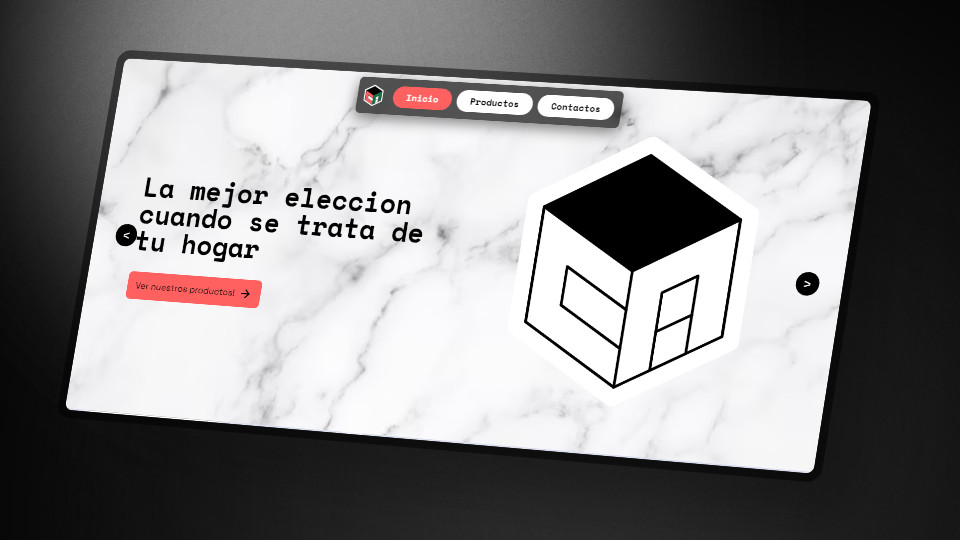 Inicio
Productos
Contactos
La mejor eleccion
cuando se trata de
tu hogar
<
Ver nuestros productos! →
>